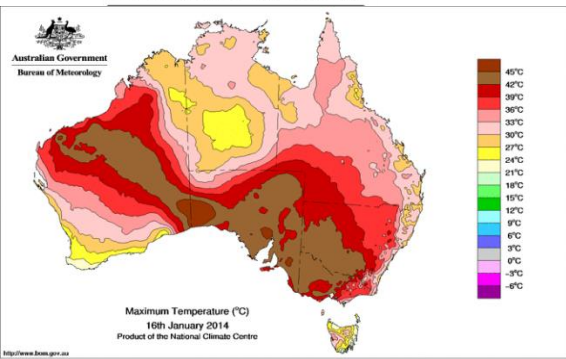 Australian Government
Bureau of Meteorology
45°C
42°C
39°C
36°C
33°C
30°C
27°C
24°C
21°C
18°C
15°C
12°C
9°C
6°C
3°C
0°C
-3°C
-6°C
Maximum Temperature (°C)
16th January 2014
Product of the National Climate Centre
http://www.bom.gov.au